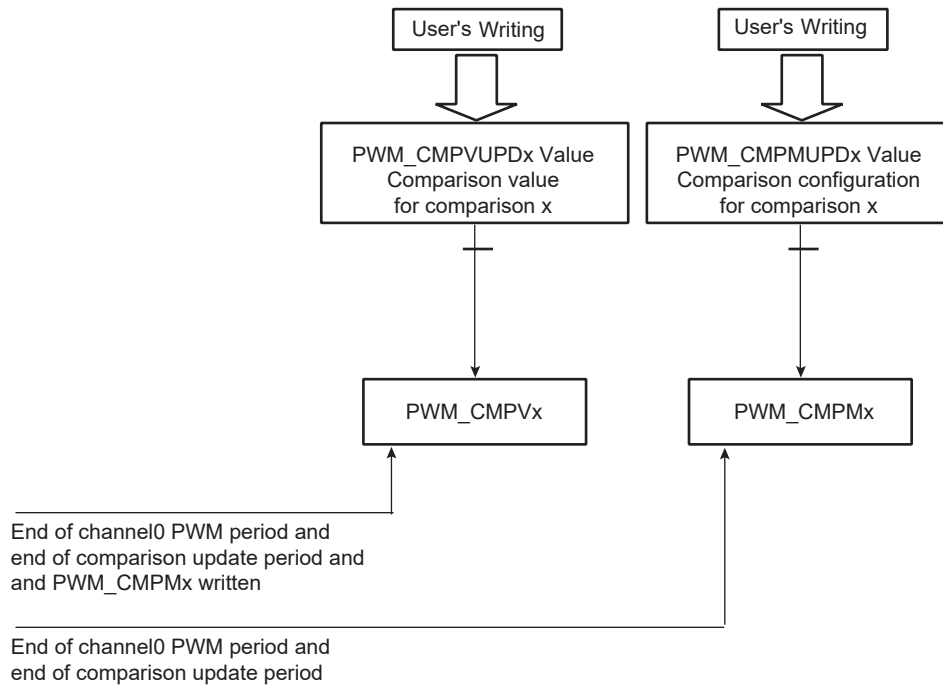 User's Writing
User's Writing
PWM_CMPVUPDx Value
Comparison value
for comparison x
PWM_CMPMUPDx Value
Comparison configuration
for comparison x
PWM_CMPVx
PWM_CMPMx
End of channel0 PWM period and
end of comparison update period and
and PWM_CMPMx written
End of channel0 PWM period and
end of comparison update period